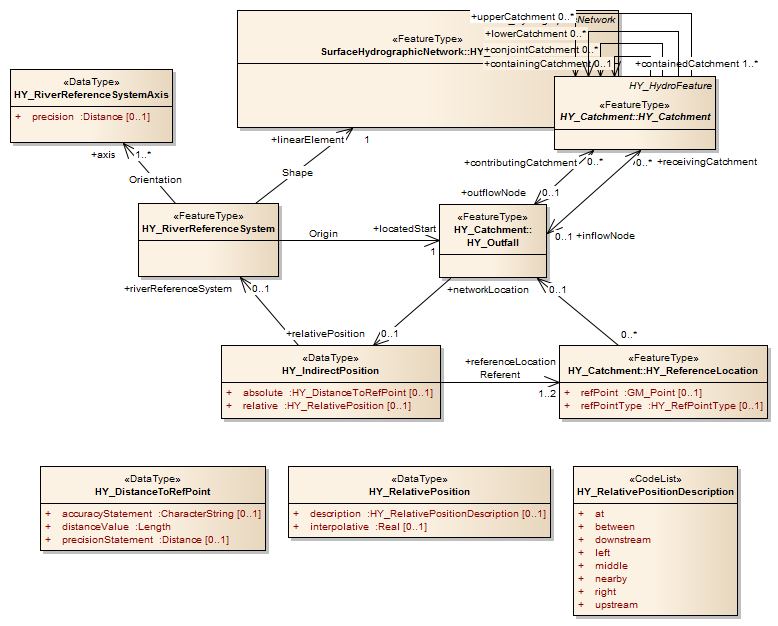 +upperCatchment 0..*
Network
+lowerCatchment 0..*
«FeatureType»
SurfaceHydrographicNetwork::HY_
+conjointCatchment 0..*
+containingCatchment 0..1
+containedCatchment 1..*
«DataType»
HY_RiverReferenceSystemAxis
+ precision :Distance [0..1]
HY_HydroFeature
«FeatureType»
HY_Catchment::HY_Catchment
+axis
1..*
+linearElement
1
Orientation
Shape
+contributingCatchment
0..*
0..*
+receivingCatchment
+outflowNode
0..1
«FeatureType»
HY_RiverReferenceSystem
Origin
+locatedStart
1
«FeatureType»
HY_Catchment::
HY_Outfall
0..1
+inflowNode
+riverReferenceSystem
0..1
+networkLocation
0..1
+relativePosition
0..1
0..*
«DataType»
HY_IndirectPosition
+ absolute :HY_DistanceToRefPoint [0..1]
+ relative :HY_RelativePosition [0..1]
+referenceLocation
Referent
1..2
«FeatureType»
HY_Catchment::HY_ReferenceLocation
+ refPoint :GM_Point [0..1]
+ refPointType :HY_RefPointType [0..1]
«DataType»
HY_DistanceToRefPoint
+ accuracyStatement :CharacterString [0..1]
+ distanceValue :Length
+ precisionStatement :Distance [0..1]
«DataType»
HY_RelativePosition
+ description :HY_RelativePositionDescription [0..1]
+ interpolative :Real [0..1]
«CodeList»
HY_RelativePositionDescription
+ at
+ between
+ downstream
+ left
+ middle
+ nearby
+ right
+ upstream